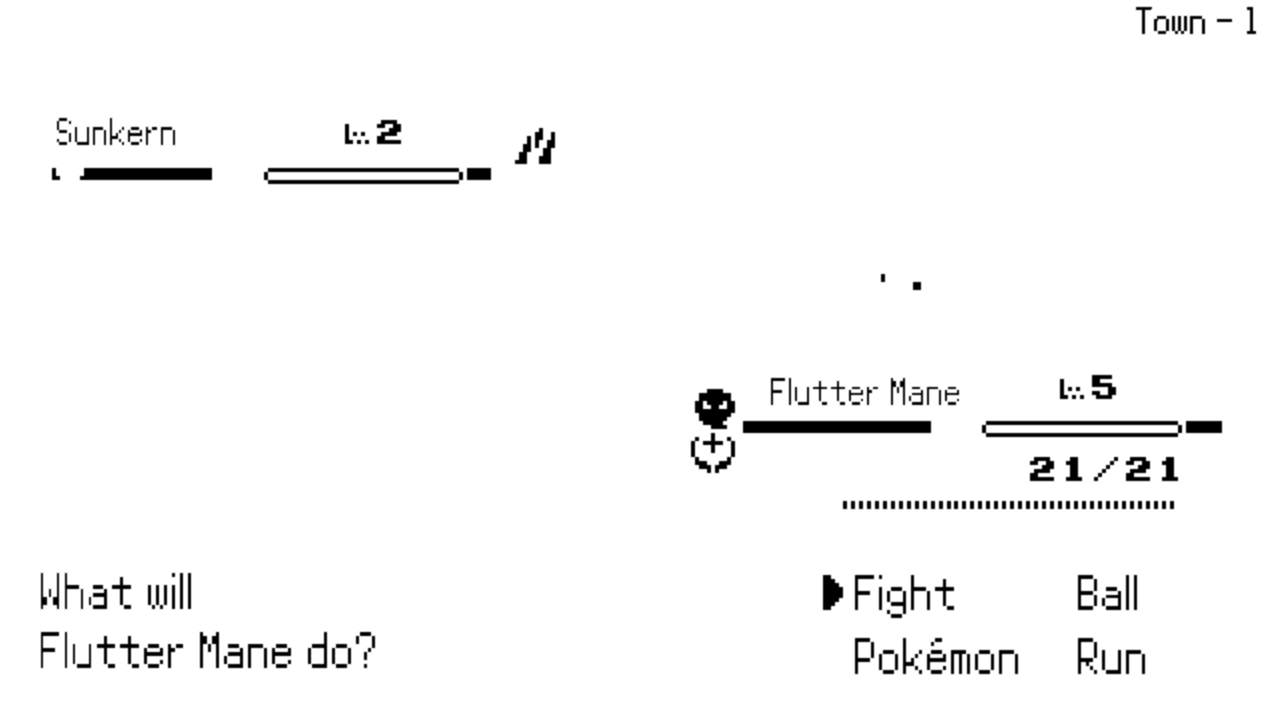 Town - 1
Sunkern Lv. 2
Flutter Mane Lv. 5
21/21
What will
Flutter Mane do?
Fight Ball
Pokémon Run